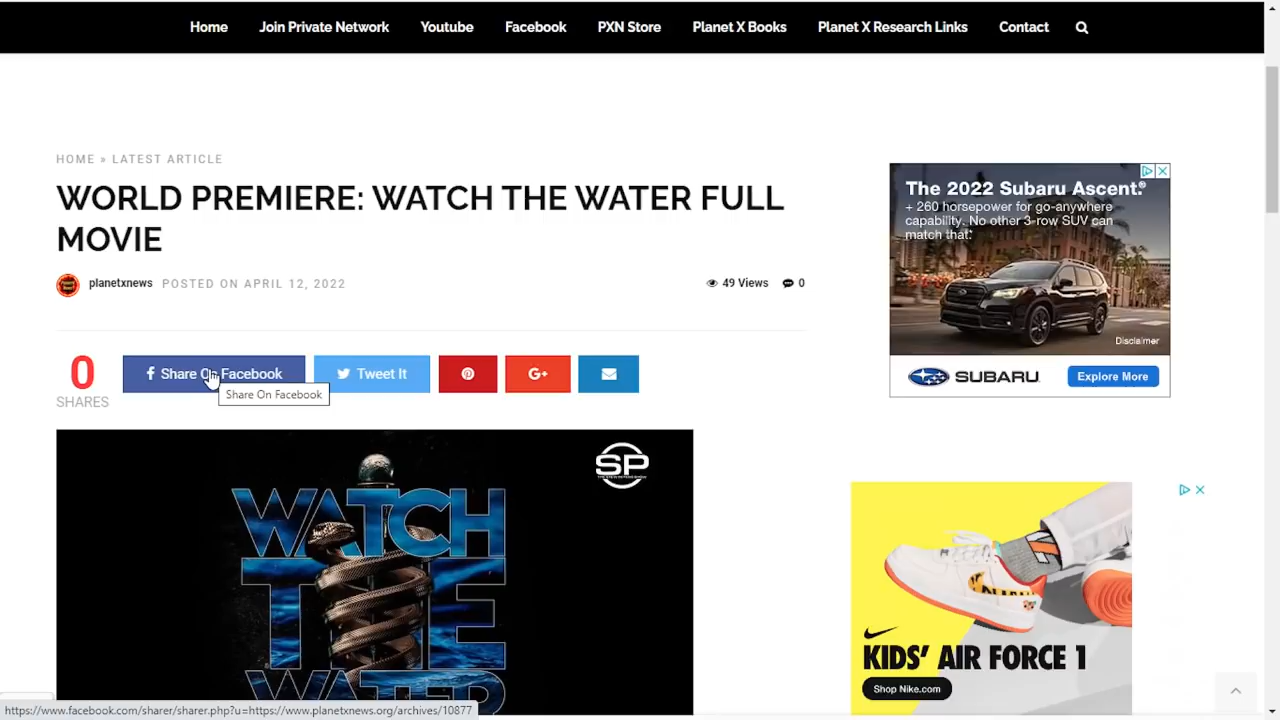 Home Join Private Network Youtube Facebook PXN Store Planet X Books Planet X Research Links Contact
HOME » LATEST ARTICLE
WORLD PREMIERE: WATCH THE WATER FULL
MOVIE
planetxnews POSTED ON APRIL 12, 2022
49 Views 0
0
SHARES
Share On Facebook
Tweet It
G+
Share On Facebook
SP
WATCH
THE
WATER
The 2022 Subaru Ascent.®
+ 260 horsepower for go-anywhere
capability. No other 3-row SUV can
match that.*
Disclaimer
SUBARU
Explore More
KIDS' AIR FORCE 1
Shop Nike.com
https://www.facebook.com/sharer/sharer.php?u=https://www.planetxnews.org/archives/10877